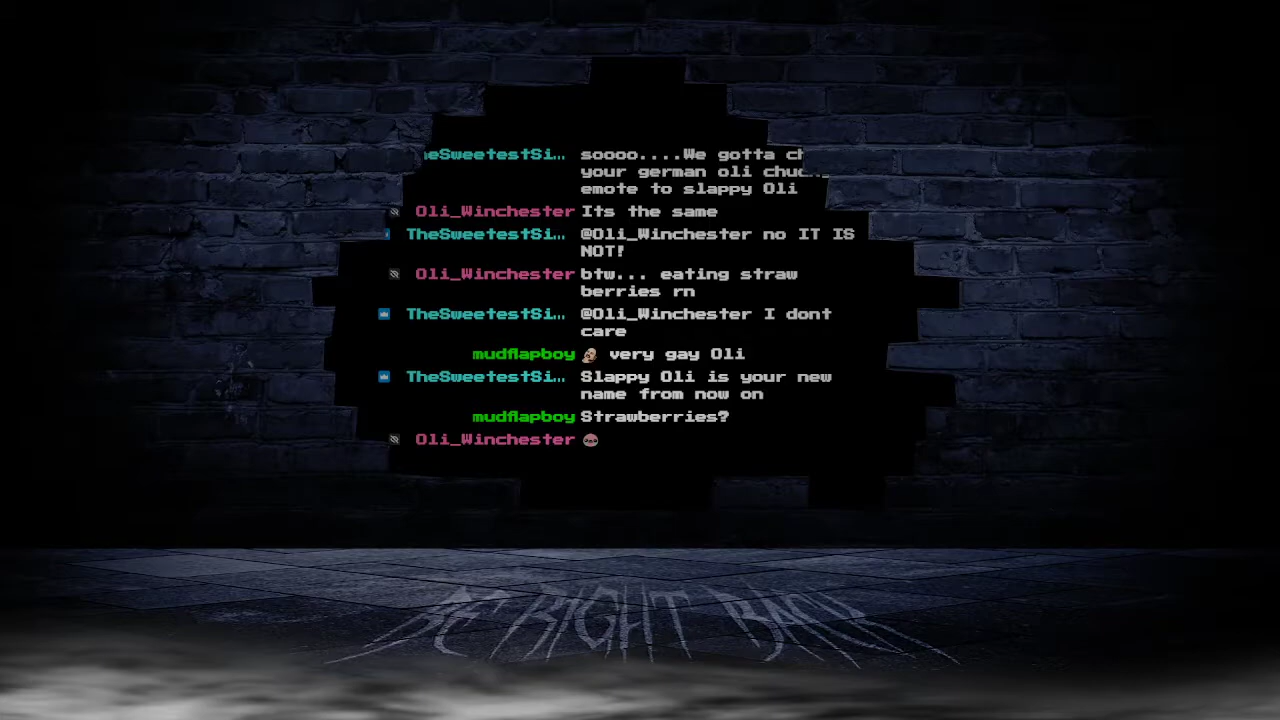 eSweetestSi... soooo....We gotta
your german oli
emote to slappy Oli
Oli_Winchester Its the same
TheSweetestSi... @Oli_Winchester no IT IS
NOT!
Oli_Winchester btw... eating straw
berries rn
TheSweetestSi... @Oli_Winchester I dont
care
mudflapboy very gay Oli
TheSweetestSi... Slappy Oli is your new
name from now on
mudflapboy Strawberries?
Oli_Winchester
BE RIGHT BACK